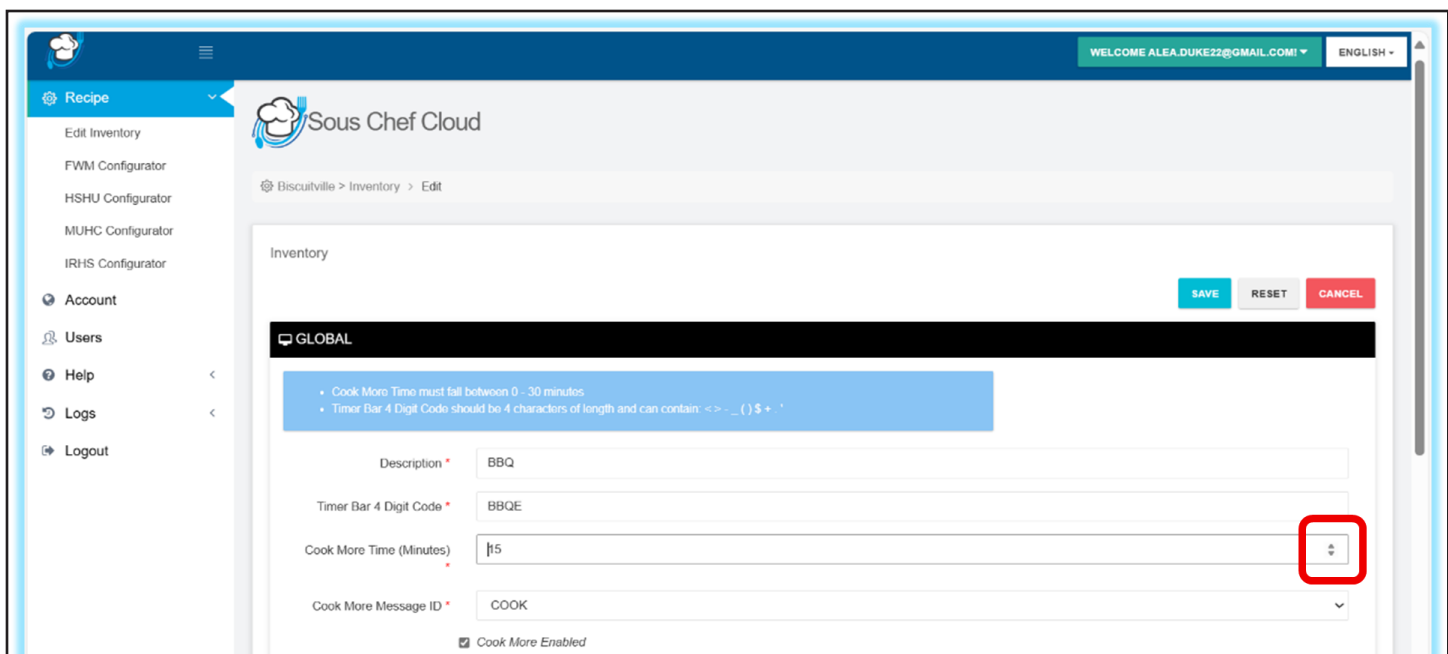 WELCOME ALEA.DUKE22@GMAIL.COM!
ENGLISH
Recipe
Edit Inventory
FWM Configurator
HSHU Configurator
MUHC Configurator
IRHS Configurator
Account
Users
Help
Logs
Logout
Sous Chef Cloud
Biscuitville > Inventory > Edit
Inventory
SAVE RESET CANCEL
GLOBAL
• Cook More Time must fall between 0 - 30 minutes
• Timer Bar 4 Digit Code should be 4 characters of length and can contain: < > - _ ( ) $ + . '
Description * BBQ
Timer Bar 4 Digit Code * BBQE
Cook More Time (Minutes) 15
*
Cook More Message ID * COOK
Cook More Enabled